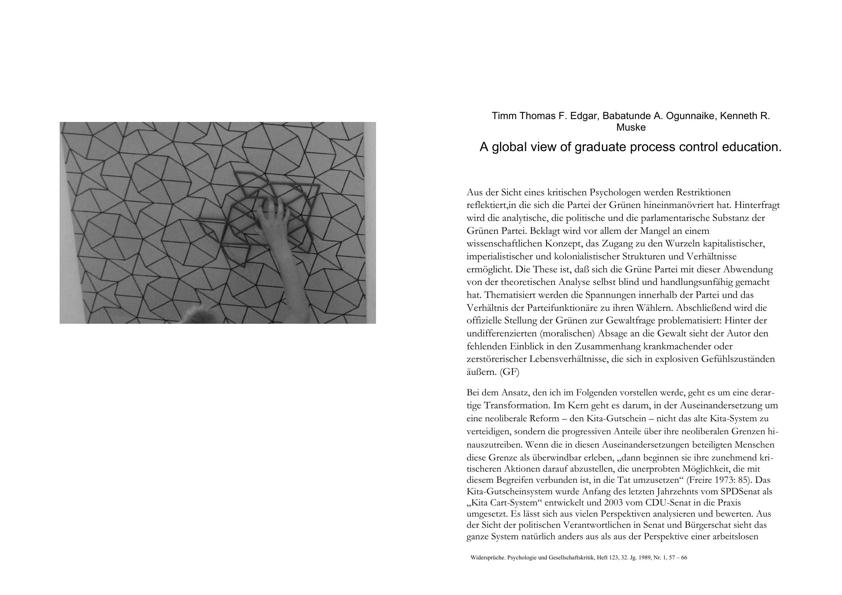 Timm Thomas F. Edgar, Babatunde A. Ogunnaike, Kenneth R.
Muske
A global view of graduate process control education.
Aus der Sicht eines kritischen Psychologen werden Restriktionen
reflektiert,in die sich die Partei der Grünen hineinmanövriert hat. Hinterfragt
wird die analytische, die politische und die parlamentarische Substanz der
Grünen Partei. Beklagt wird vor allem der Mangel an einem
wissenschaftlichen Konzept, das Zugang zu den Wurzeln kapitalistischer,
imperialistischer und kolonialistischer Strukturen und Verhältnisse
ermöglicht. Die These ist, daß sich die Grüne Partei mit dieser Abwendung
von der theoretischen Analyse selbst blind und handlungsunfähig gemacht
hat. Thematisiert werden die Spannungen innerhalb der Partei und das
Verhältnis der Parteifunktionäre zu ihren Wählern. Abschließend wird die
offizielle Stellung der Grünen zur Gewaltfrage problematisiert: Hinter der
undifferenzierten (moralischen) Absage an die Gewalt sieht der Autor den
fehlenden Einblick in den Zusammenhang krankmachender oder
zerstörerischer Lebensverhältnisse, die sich in explosiven Gefühlszuständen
äußern. (GF)
Bei dem Ansatz, den ich im Folgenden vorstellen werde, geht es um eine derar-
tige Transformation. Im Kern geht es darum, in der Auseinandersetzung um
eine neoliberale Reform – den Kita-Gutschein – nicht das alte Kita-System zu
verteidigen, sondern die progressiven Anteile über ihre neoliberalen Grenzen hi-
nauszutreiben. Wenn die in diesen Auseinandersetzungen beteiligten Menschen
diese Grenze als überwindbar erleben, „dann beginnen sie ihre zunehmend kri-
tischeren Aktionen darauf abzustellen, die unerprobten Möglichkeit, die mit
diesem Begreifen verbunden ist, in die Tat umzusetzen“ (Freire 1973: 85). Das
Kita-Gutscheinsystem wurde Anfang des letzten Jahrzehnts vom SPDSenat als
„Kita Cart-System“ entwickelt und 2003 vom CDU-Senat in die Praxis
umgesetzt. Es lässt sich aus vielen Perspektiven analysieren und bewerten. Aus
der Sicht der politischen Verantwortlichen in Senat und Bürgerschat sieht das
ganze System natürlich anders aus als aus der Perspektive einer arbeitslosen
Widersprüche. Psychologie und Gesellschaftskritik, Heft 123, 32. Jg. 1989, Nr. 1, 57 – 66